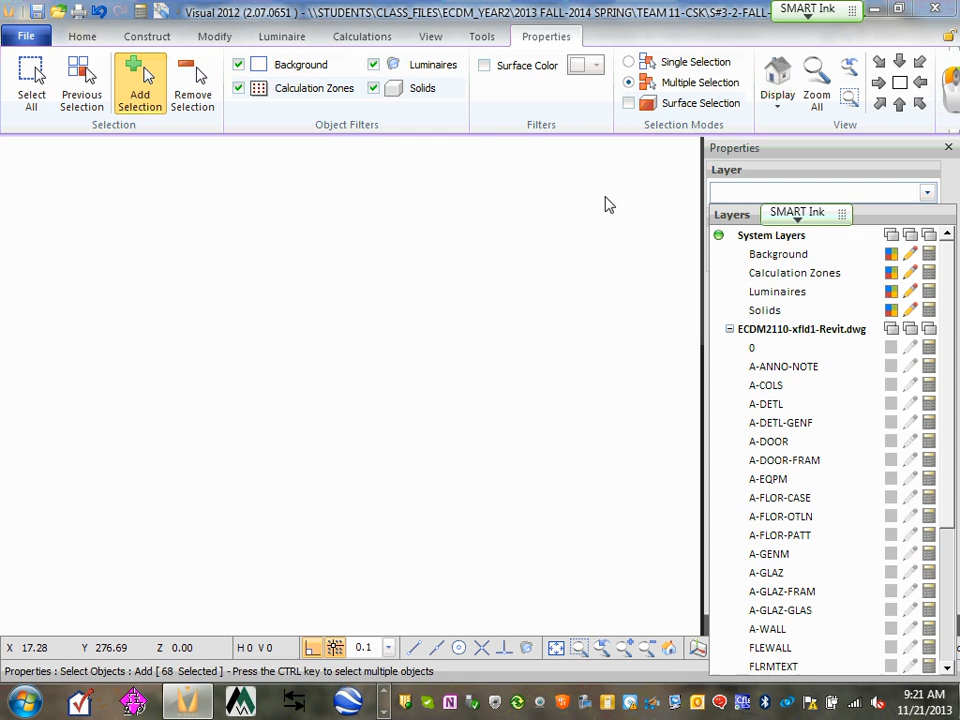 Visual 2012 (2.07.0651 ) - \\STUDENTS\CLASS_FILES\ECDM_YEAR2\2013 FALL-2014 SPRING\TEAM 11-CSK\S#3-2-FALL-
SMART Ink
File Home Construct Modify Luminaire Calculations View Tools Properties
Select All
Previous Selection
Add Selection
Remove Selection
Selection
Background
Luminaires
Calculation Zones
Solids
Object Filters
Surface Color
Filters
Single Selection
Multiple Selection
Surface Selection
Selection Modes
Display
Zoom All
View
Properties
Layer
Layers
SMART Ink
System Layers
Background
Calculation Zones
Luminaires
Solids
ECDM2110-xfld1-Revit.dwg
0
A-ANNO-NOTE
A-COLS
A-DETL
A-DETL-GENF
A-DOOR
A-DOOR-FRAM
A-EQPM
A-FLOR-CASE
A-FLOR-OTLN
A-FLOR-PATT
A-GENM
A-GLAZ
A-GLAZ-FRAM
A-GLAZ-GLAS
A-WALL
FLEWALL
FLRMTEXT
X 17.28 Y 276.69 Z 0.00 H 0 V 0 0.1
Properties : Select Objects : Add [ 68 Selected ] - Press the CTRL key to select multiple objects
9:21 AM
11/21/2013